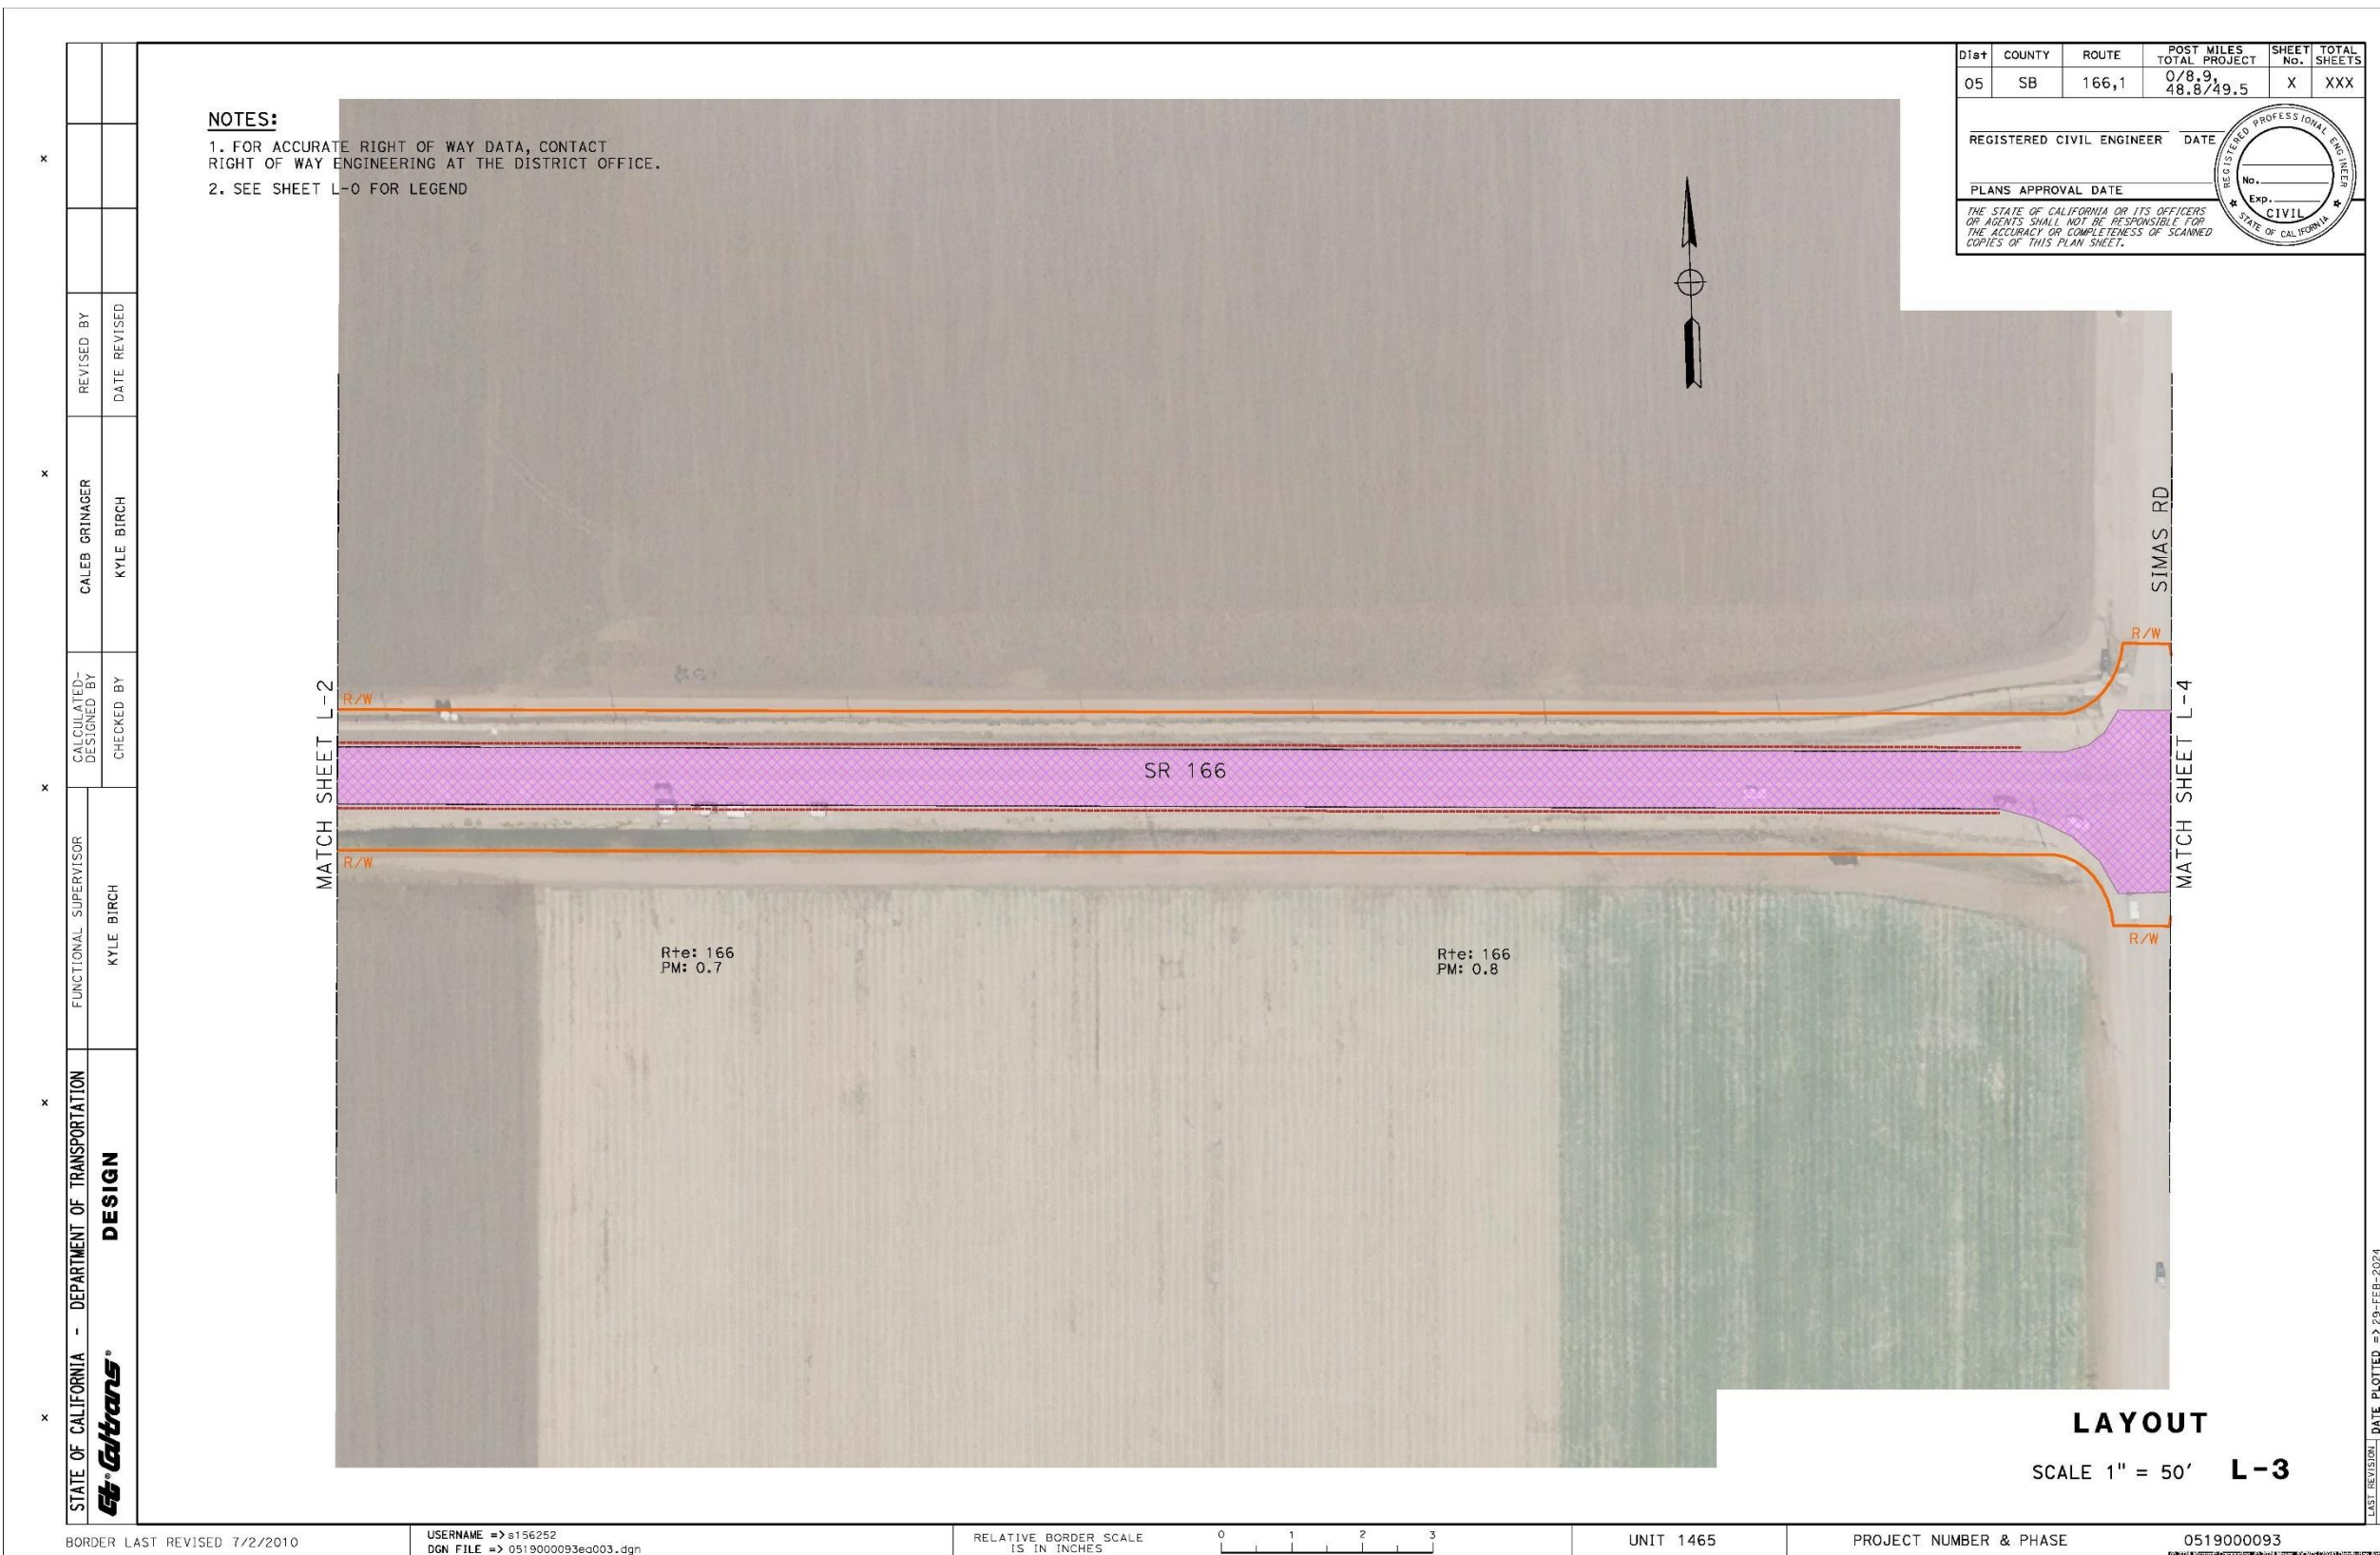 Dist COUNTY ROUTE POST MILES TOTAL PROJECT SHEET No. TOTAL SHEETS
05 SB 166,1 0/8.9, 48.8/49.5 X XXX
REGISTERED CIVIL ENGINEER DATE
PLANS APPROVAL DATE
THE STATE OF CALIFORNIA OR ITS OFFICERS
OR AGENTS SHALL NOT BE RESPONSIBLE FOR
THE ACCURACY OR COMPLETENESS OF SCANNED
COPIES OF THIS PLAN SHEET.
REGISTERED PROFESSIONAL ENGINEER
No.
Exp.
CIVIL
STATE OF CALIFORNIA
NOTES:
1. FOR ACCURATE RIGHT OF WAY DATA, CONTACT
RIGHT OF WAY ENGINEERING AT THE DISTRICT OFFICE.
2. SEE SHEET L-0 FOR LEGEND
REVISED BY
DATE REVISED
CALEB GRINAGER
KYLE BIRCH
CALCULATED-
DESIGNED BY
CHECKED BY
FUNCTIONAL SUPERVISOR
KYLE BIRCH
STATE OF CALIFORNIA - DEPARTMENT OF TRANSPORTATION
DESIGN
Ct Caltrans®
MATCH SHEET L-2
R/W
R/W
SR 166
SIMAS RD
R/W
MATCH SHEET L-4
R/W
Rte: 166
PM: 0.7
Rte: 166
PM: 0.8
LAYOUT
SCALE 1" = 50' L-3
LAST REVISION DATE PLOTTED => 29-FEB-2024
BORDER LAST REVISED 7/2/2010
USERNAME => s156252
DGN FILE => 0519000093ea003.dgn
RELATIVE BORDER SCALE
IS IN INCHES
0 1 2 3
UNIT 1465
PROJECT NUMBER & PHASE
0519000093